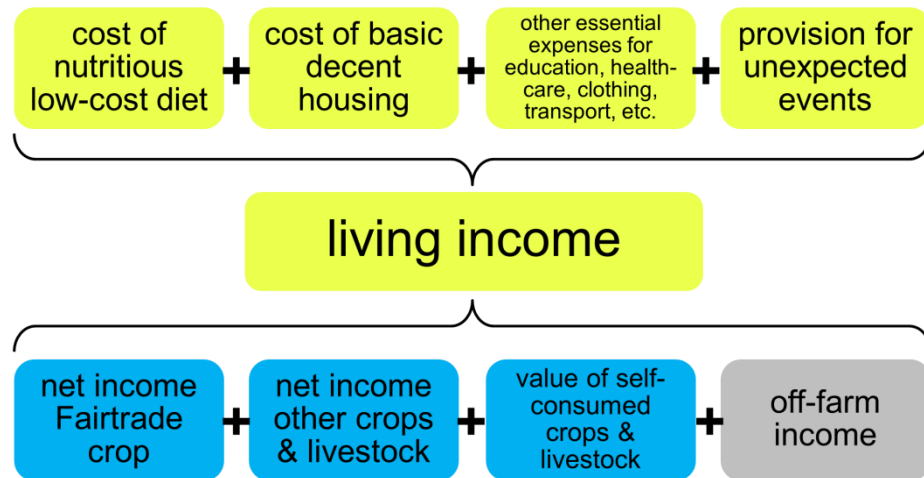 cost of
nutritious
low-cost diet
+
cost of basic
decent
housing
+
other essential
expenses for
education, health-
care, clothing,
transport, etc.
+
provision for
unexpected
events
living income
net income
Fairtrade
crop
+
net income
other crops
& livestock
+
value of self-
consumed
crops &
livestock
+
off-farm
income